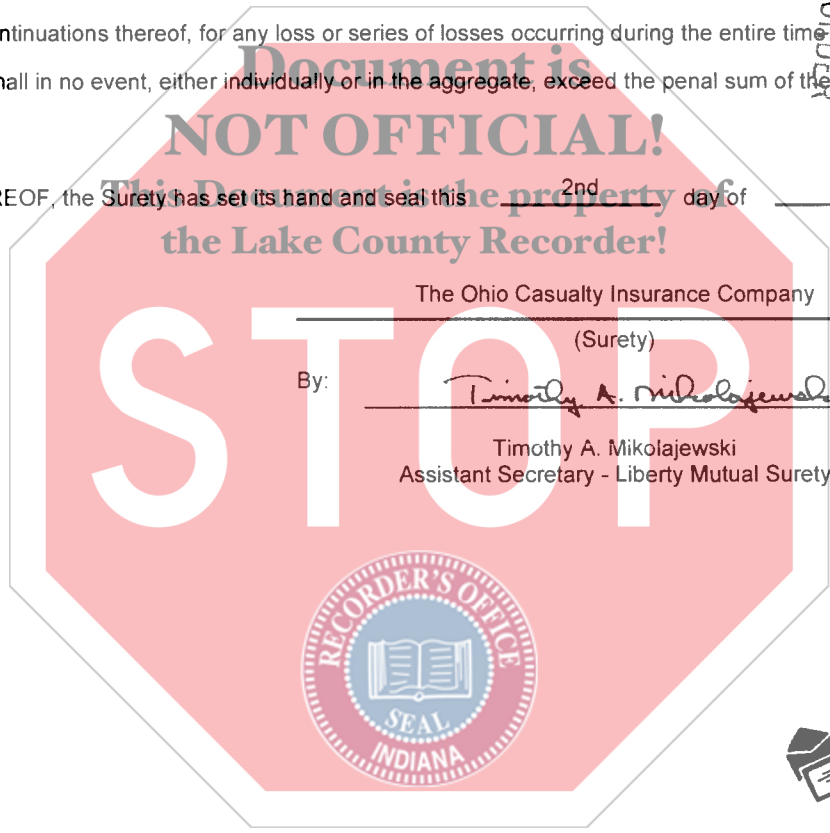 ntinuations thereof, for any loss or series of losses occurring during the entire time
Document is
hall in no event, either individually or in the aggregate, exceed the penal sum of the
NOT OFFICIAL!
REOF, the Surety has set its hand and seal this 2nd day of
This Document is the property of
the Lake County Recorder!
The Ohio Casualty Insurance Company
(Surety)
By: Timothy A. Mikolajewski
Timothy A. Mikolajewski
Assistant Secretary - Liberty Mutual Surety
STOP
RECORDER'S OFFICE
SEAL
INDIANA